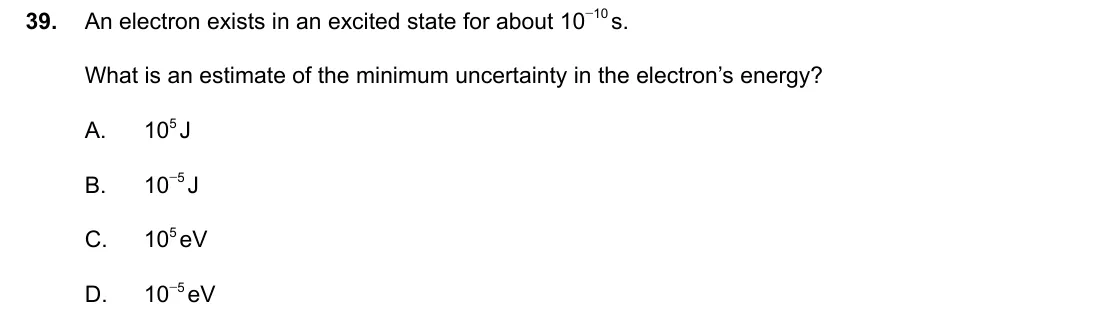 39. An electron exists in an excited state for about 10⁻¹⁰ s.
What is an estimate of the minimum uncertainty in the electron’s energy?
A. 10⁵ J
B. 10⁻⁵ J
C. 10⁵ eV
D. 10⁻⁵ eV